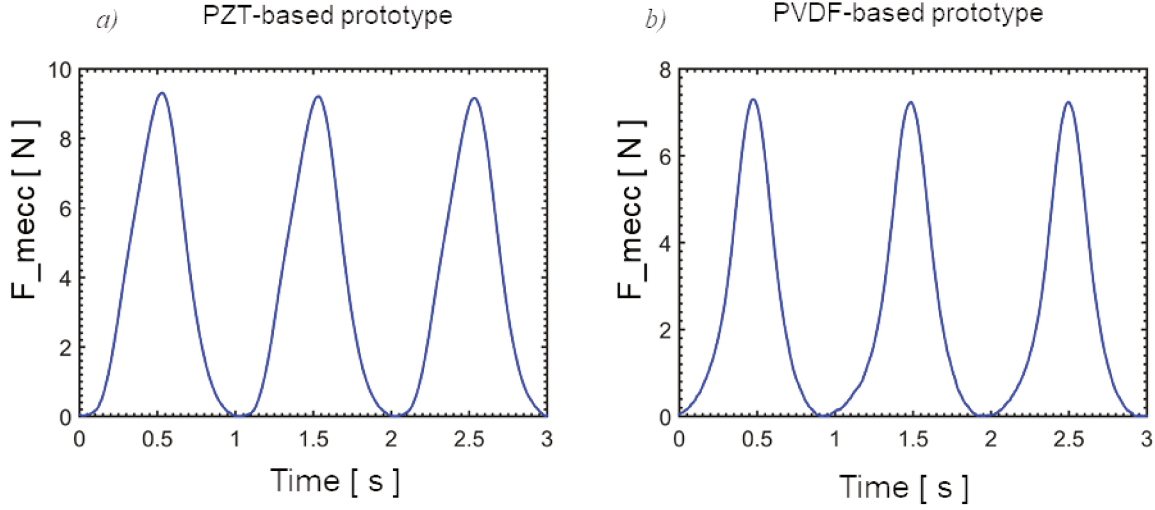 a)
PZT-based prototype
10
8
6
4
2
0
F_mecc [ N ]
0 0.5 1 1.5 2 2.5 3
Time [ s ]
b)
PVDF-based prototype
8
6
4
2
0
F_mecc [ N ]
0 0.5 1 1.5 2 2.5 3
Time [ s ]